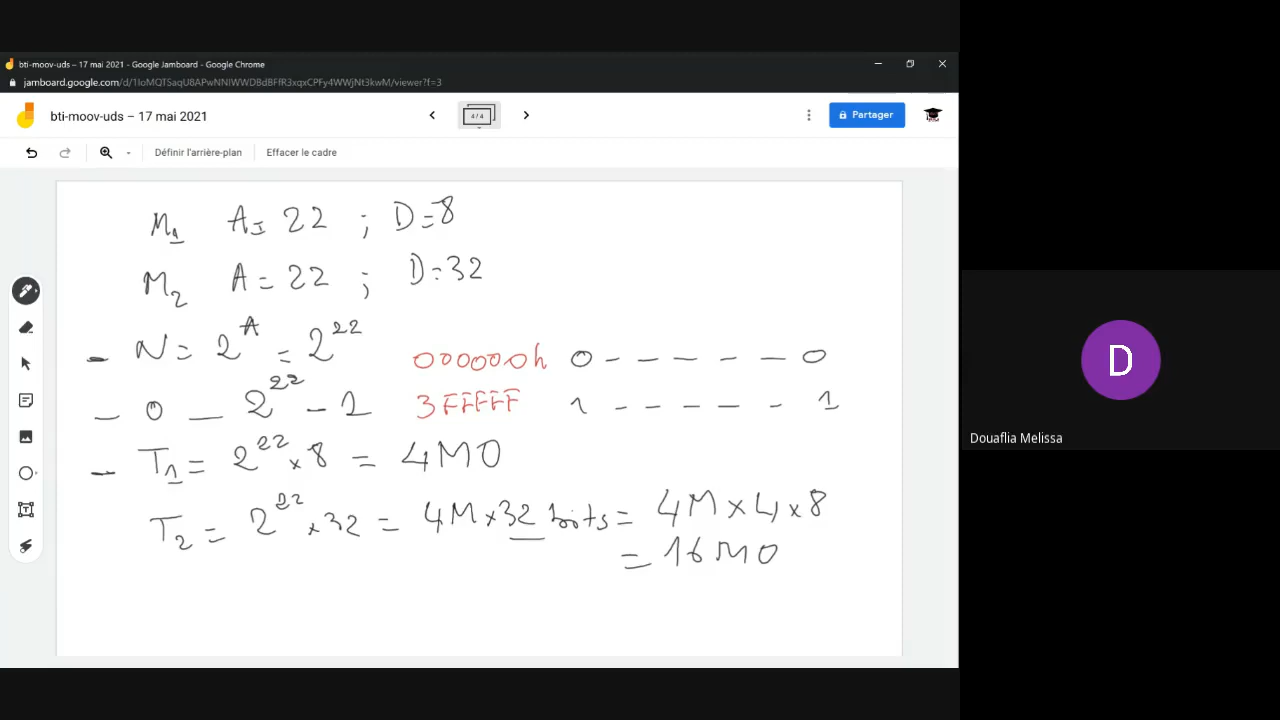 bti-moov-uds – 17 mai 2021 - Google Jamboard - Google Chrome
jamboard.google.com/d/1IoMQTSaqU8APwNNIWWDBdBFfR3xqxCPFy4WWjNt3kwM/viewer?f=3
bti-moov-uds – 17 mai 2021
4 / 4
Partager
Définir l'arrière-plan
Effacer le cadre
M1 A = 22 ; D = 8
M2 A = 22 ; D = 32
- N = 2^A = 2^22 000000h 0 - - - - - 0
- 0 _ 2^22 - 1 3FFFFF 1 - - - - - 1
- T1 = 2^22 × 8 = 4MO
T2 = 2^22 × 32 = 4M × 32 bits = 4M × 4 × 8
= 16MO
D
Douaflia Melissa